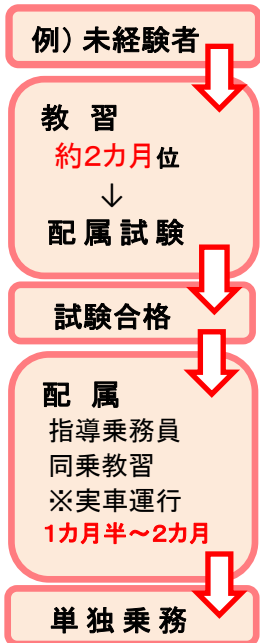 例）未経験者
教 習
約2カ月位
↓
配属試験
試験合格
配 属
指導乗務員
同乗教習
※実車運行
1カ月半～2カ月
単独乗務